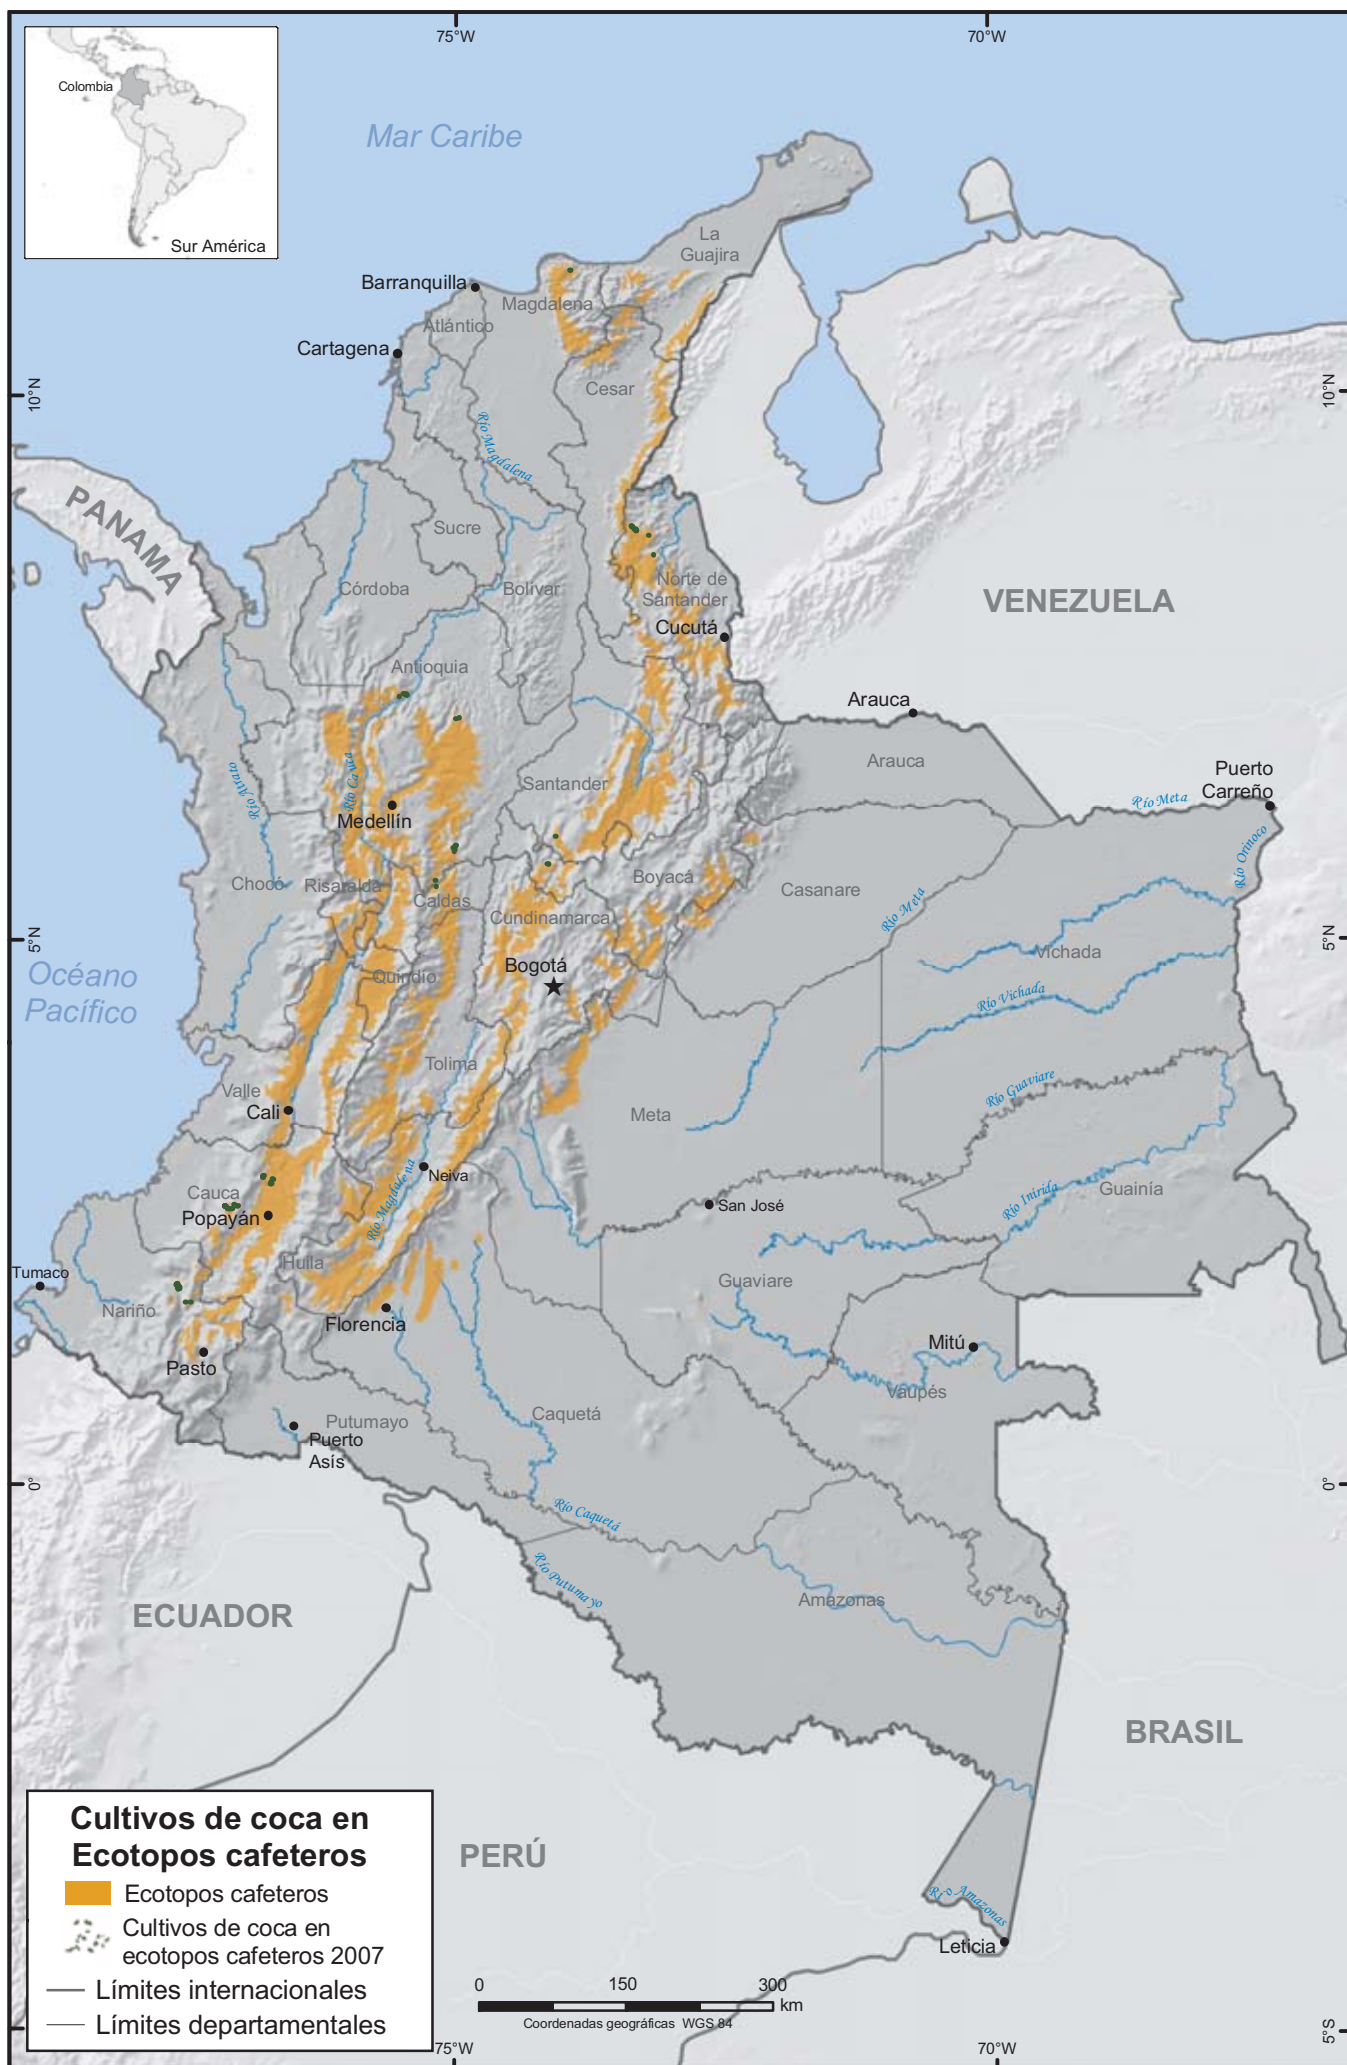 75°W
70°W
Colombia
Sur América
Mar Caribe
La
Guajira
Barranquilla
Magdalena
Atlántico
Cartagena
Cesar
10°N
10°N
Río Magdalena
PANAMA
Sucre
Córdoba
Bolívar
Norte de
Santander
VENEZUELA
Cucutá
Antioquia
Arauca
Arauca
Puerto
Carreño
Río Meta
Río Atrato
Río Cauca
Santander
Medellín
Río Orinoco
Chocó
Risaralda
Caldas
Boyacá
Casanare
Cundinamarca
Río Meta
5°N
5°N
Vichada
Océano
Pacífico
Quindío
Bogotá
Río Vichada
Tolima
Valle
Cali
Meta
Río Guaviare
Neiva
Río Magdalena
Cauca
Popayán
San José
Río Inirida
Guainía
Tumaco
Huila
Guaviare
Nariño
Florencia
Mitú
Pasto
Vaupés
Putumayo
Puerto
Asís
Caquetá
0°
0°
Río Caquetá
Río Putumayo
Amazonas
ECUADOR
BRASIL
PERÚ
Río Amazonas
Leticia
Cultivos de coca en
Ecotopos cafeteros
Ecotopos cafeteros
Cultivos de coca en
ecotopos cafeteros 2007
Límites internacionales
Límites departamentales
0 150 300
km
Coordenadas geográficas WGS 84
75°W
70°W
5°S